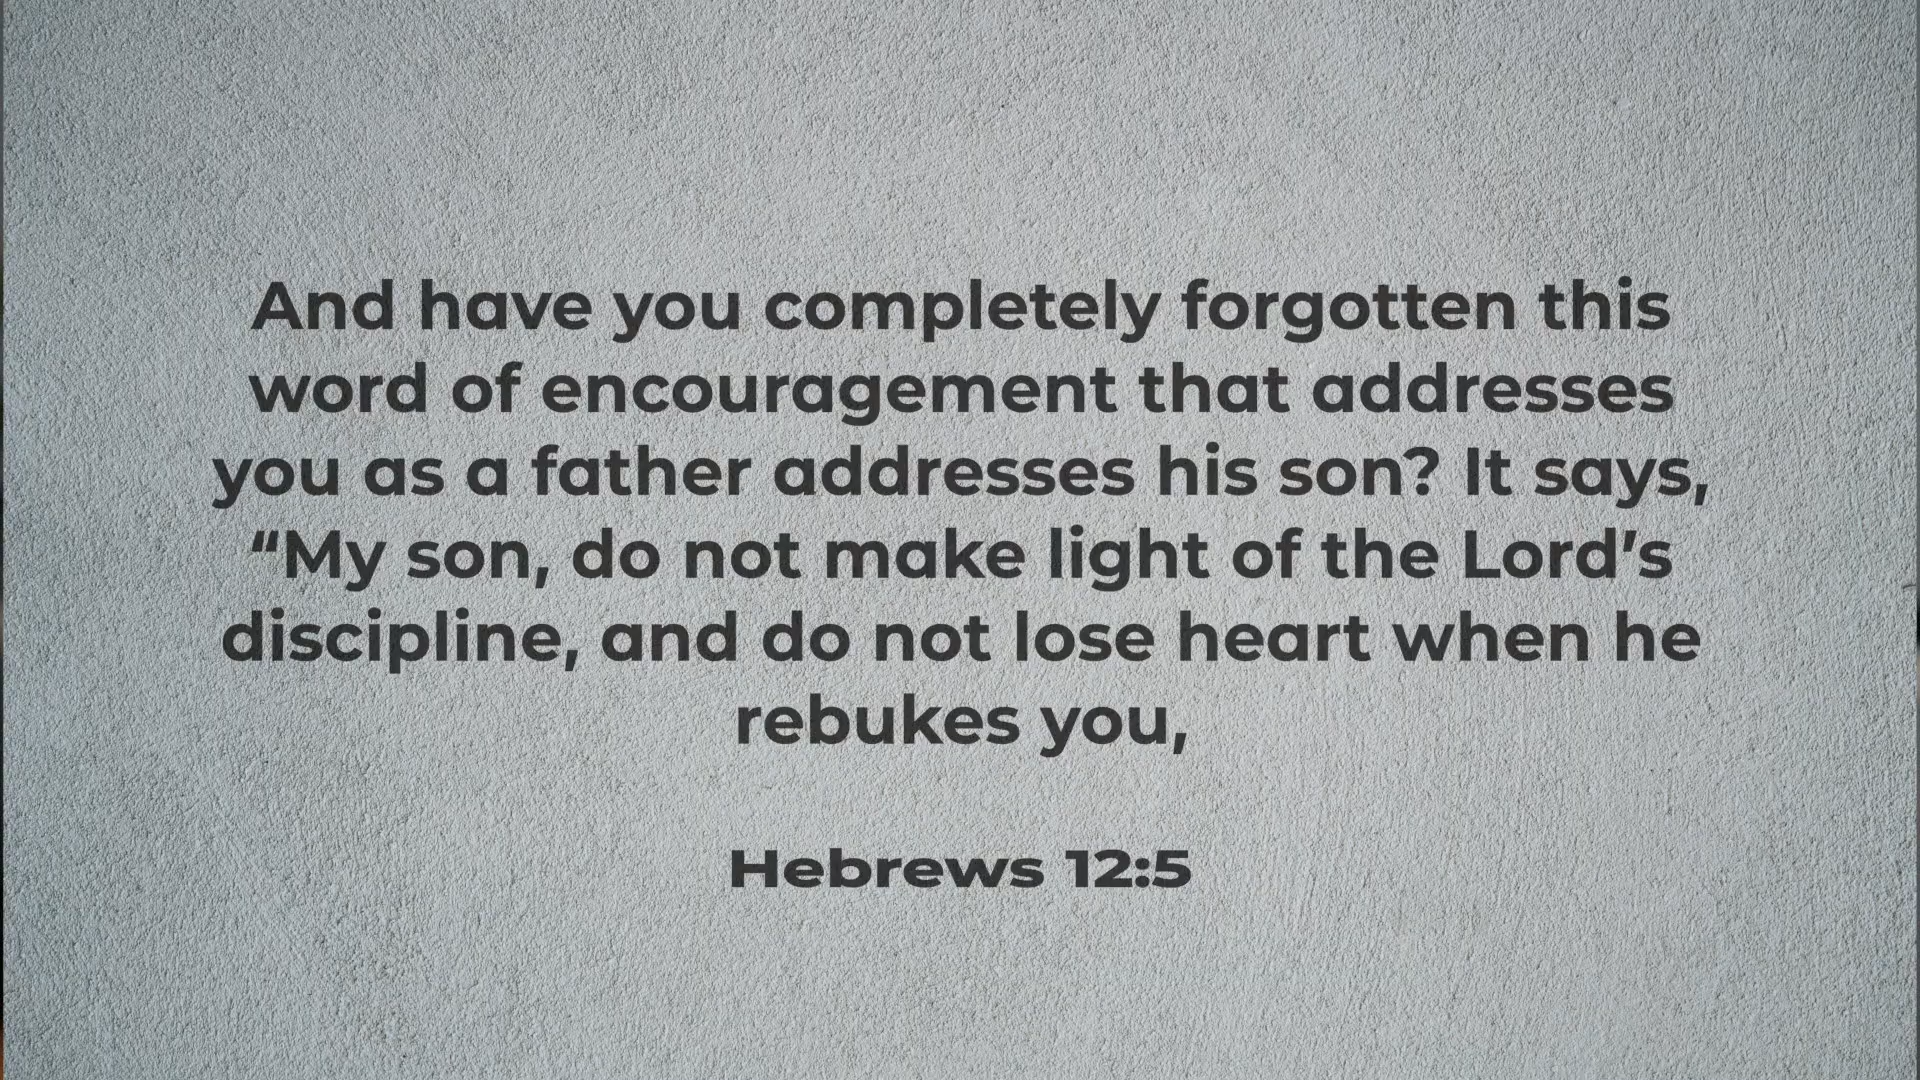 And have you completely forgotten this
word of encouragement that addresses
you as a father addresses his son? It says,
“My son, do not make light of the Lord’s
discipline, and do not lose heart when he
rebukes you,
Hebrews 12:5